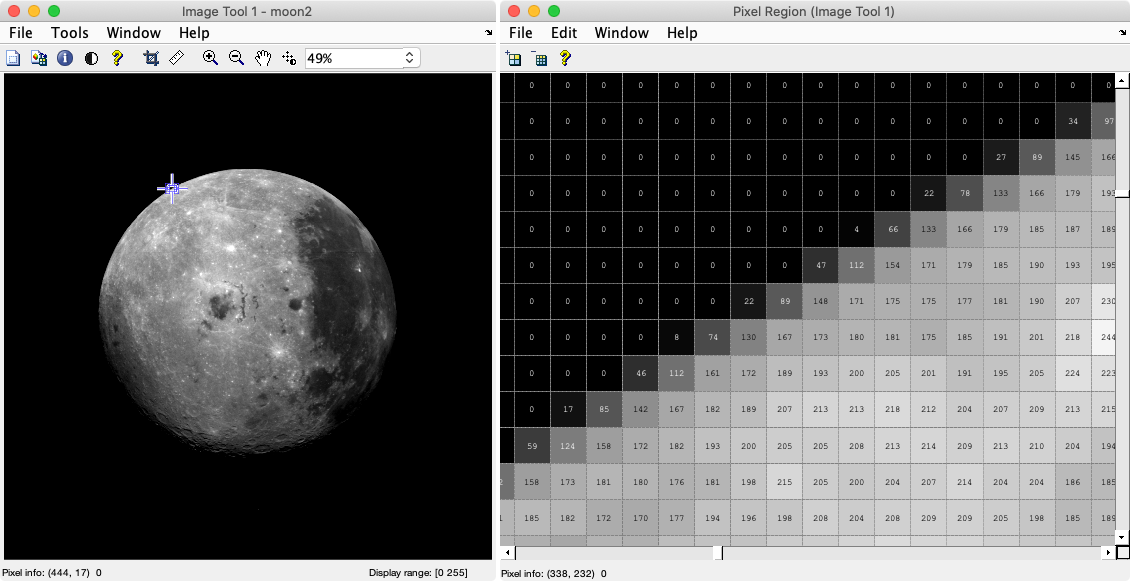 Image Tool 1 - moon2
File Tools Window Help
49%
Pixel info: (444, 17) 0
Display range: [0 255]
Pixel Region (Image Tool 1)
File Edit Window Help
0 0 0 0 0 0 0 0 0 0 0 0 0 0 0 0 0
0 0 0 0 0 0 0 0 0 0 0 0 0 0 0 34 97
0 0 0 0 0 0 0 0 0 0 0 0 0 27 89 145 166
0 0 0 0 0 0 0 0 0 0 0 22 78 133 166 179 193
0 0 0 0 0 0 0 0 0 4 66 133 166 179 185 187 189
0 0 0 0 0 0 0 0 47 112 154 171 179 185 190 193 195
0 0 0 0 0 0 22 89 148 171 175 175 177 181 190 207 230
0 0 0 0 8 74 130 167 173 180 181 175 185 191 201 218 244
0 0 0 46 112 161 172 189 193 200 205 201 191 195 205 224 223
0 17 85 142 167 182 189 207 213 213 218 212 204 207 209 213 215
59 124 158 172 182 193 200 205 205 208 213 214 209 213 210 204 194
2 158 173 181 180 176 181 198 215 205 200 204 207 214 204 204 186 185
185 182 172 170 177 194 196 198 208 204 208 209 209 205 198 185 189
Pixel info: (338, 232) 0